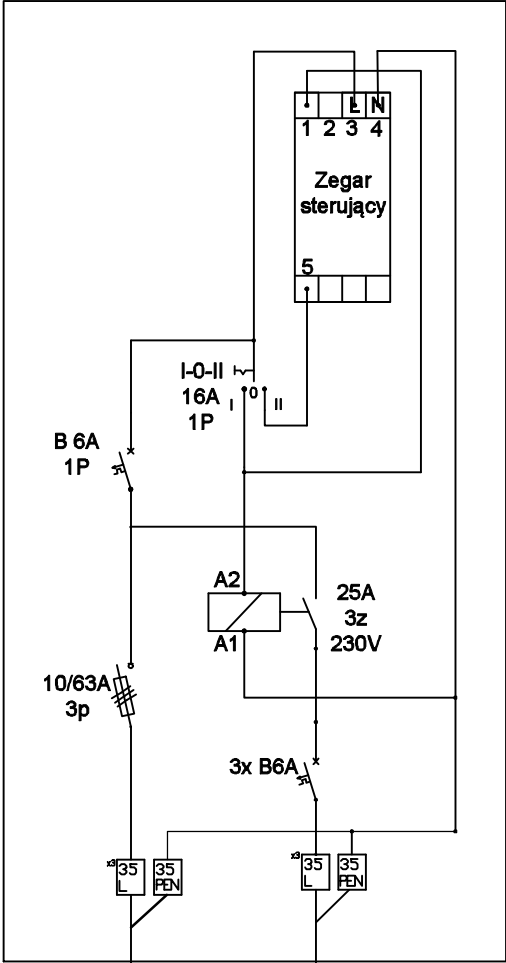 L N
1 2 3 4
Zegar
sterujący
5
I-0-II
16A
1P
I 0 II
B 6A
1P
A2
A1
25A
3z
230V
10/63A
3p
3x B6A
x3 35
L
35
PEN
x3 35
L
35
PEN